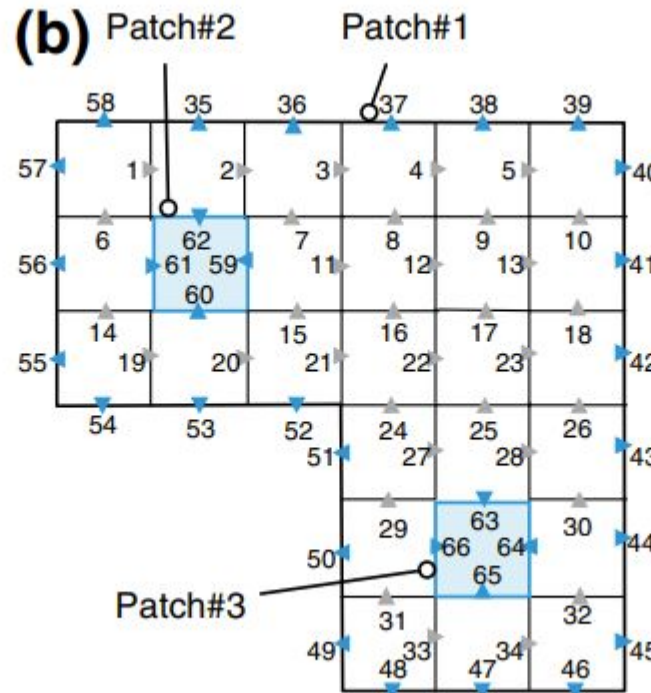 (b) Patch#2 Patch#1
58 35 36 37 38 39
57 1 2 3 4 5 40
6 62 7 8 9 10
56 61 59 11 12 13 41
60
14 15 16 17 18
55 19 20 21 22 23 42
54 53 52 24 25 26
51 27 28 43
29 63 30
50 66 64 44
65
Patch#3 31 32
49 33 34 45
48 47 46